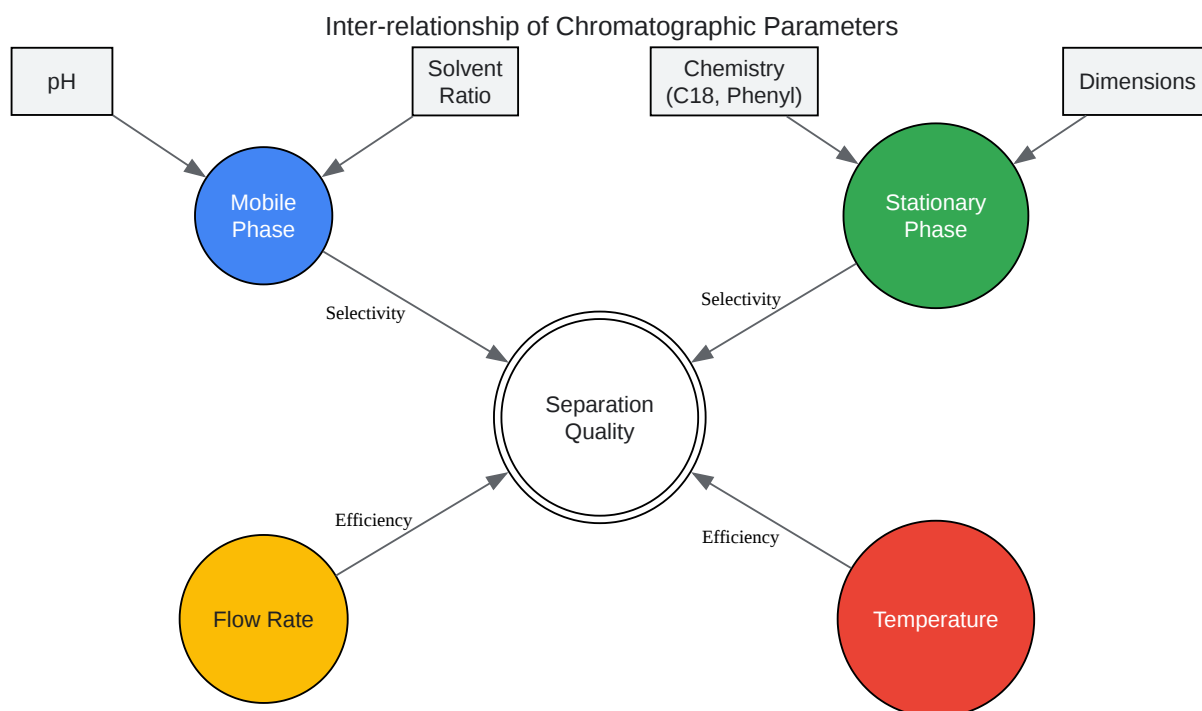 Inter-relationship of Chromatographic Parameters
pH
Solvent
Ratio
Chemistry
(C18, Phenyl)
Dimensions
Mobile
Phase
Stationary
Phase
Selectivity
Selectivity
Separation
Quality
Efficiency
Efficiency
Flow Rate
Temperature